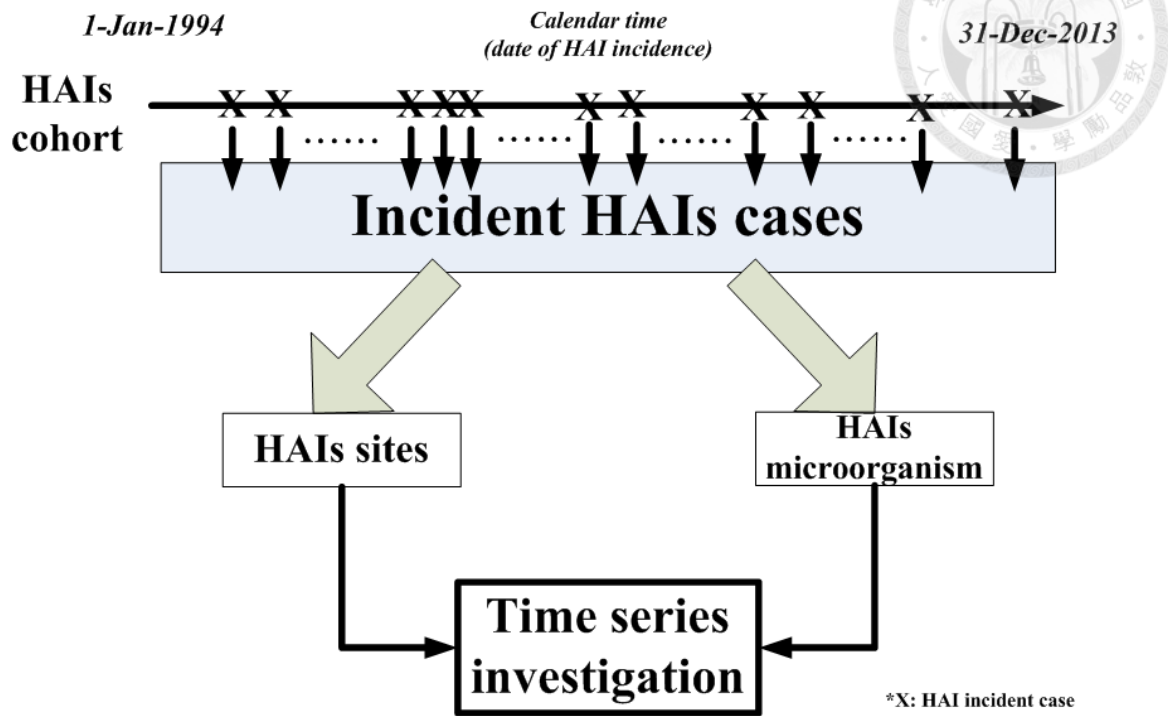 1-Jan-1994
Calendar time
(date of HAI incidence)
31-Dec-2013
HAIs
cohort
X X ...... X X X ...... X X ...... X X ...... X X
Incident HAIs cases
HAIs sites
HAIs
microorganism
Time series
investigation
*X: HAI incident case